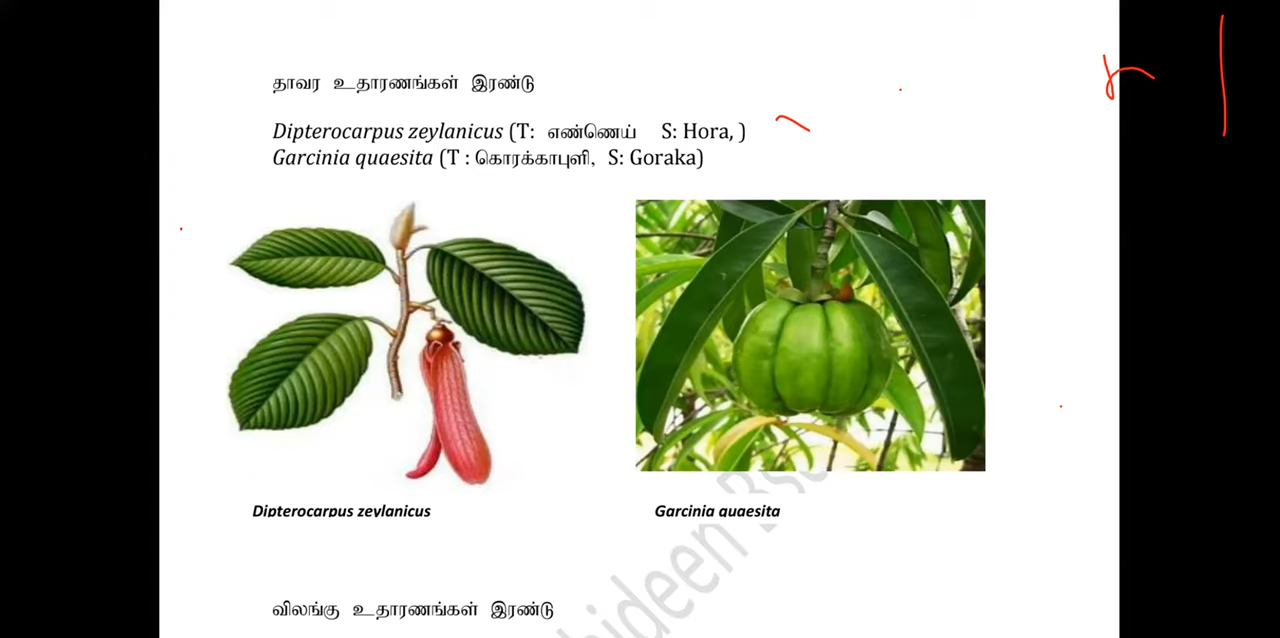 தாவர உதாரணங்கள் இரண்டு
Dipterocarpus zeylanicus (T: எண்ணெய் S: Hora, )
Garcinia quaesita (T : கொரக்காபுளி, S: Goraka)
Dipterocarpus zeylanicus
Garcinia quaesita
விலங்கு உதாரணங்கள் இரண்டு